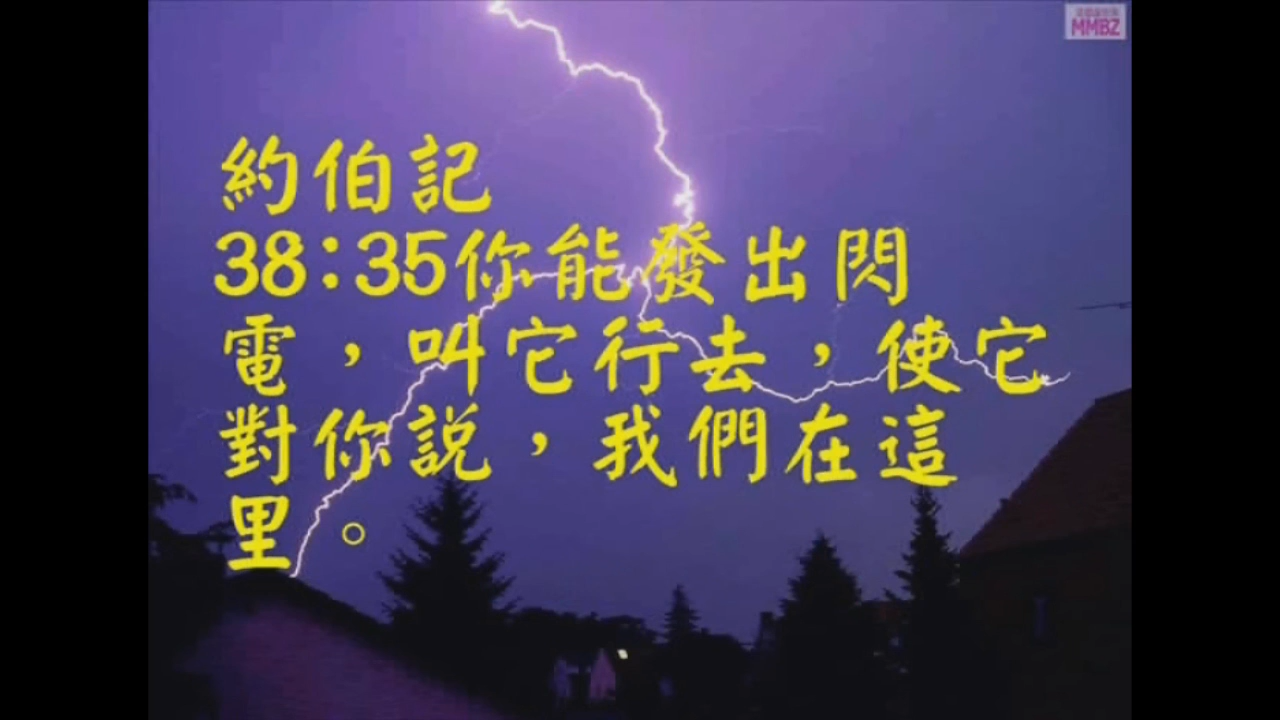 MMBZ
約伯記
38:35你能發出閃
電，叫它行去，使它
對你説，我們在這
里。